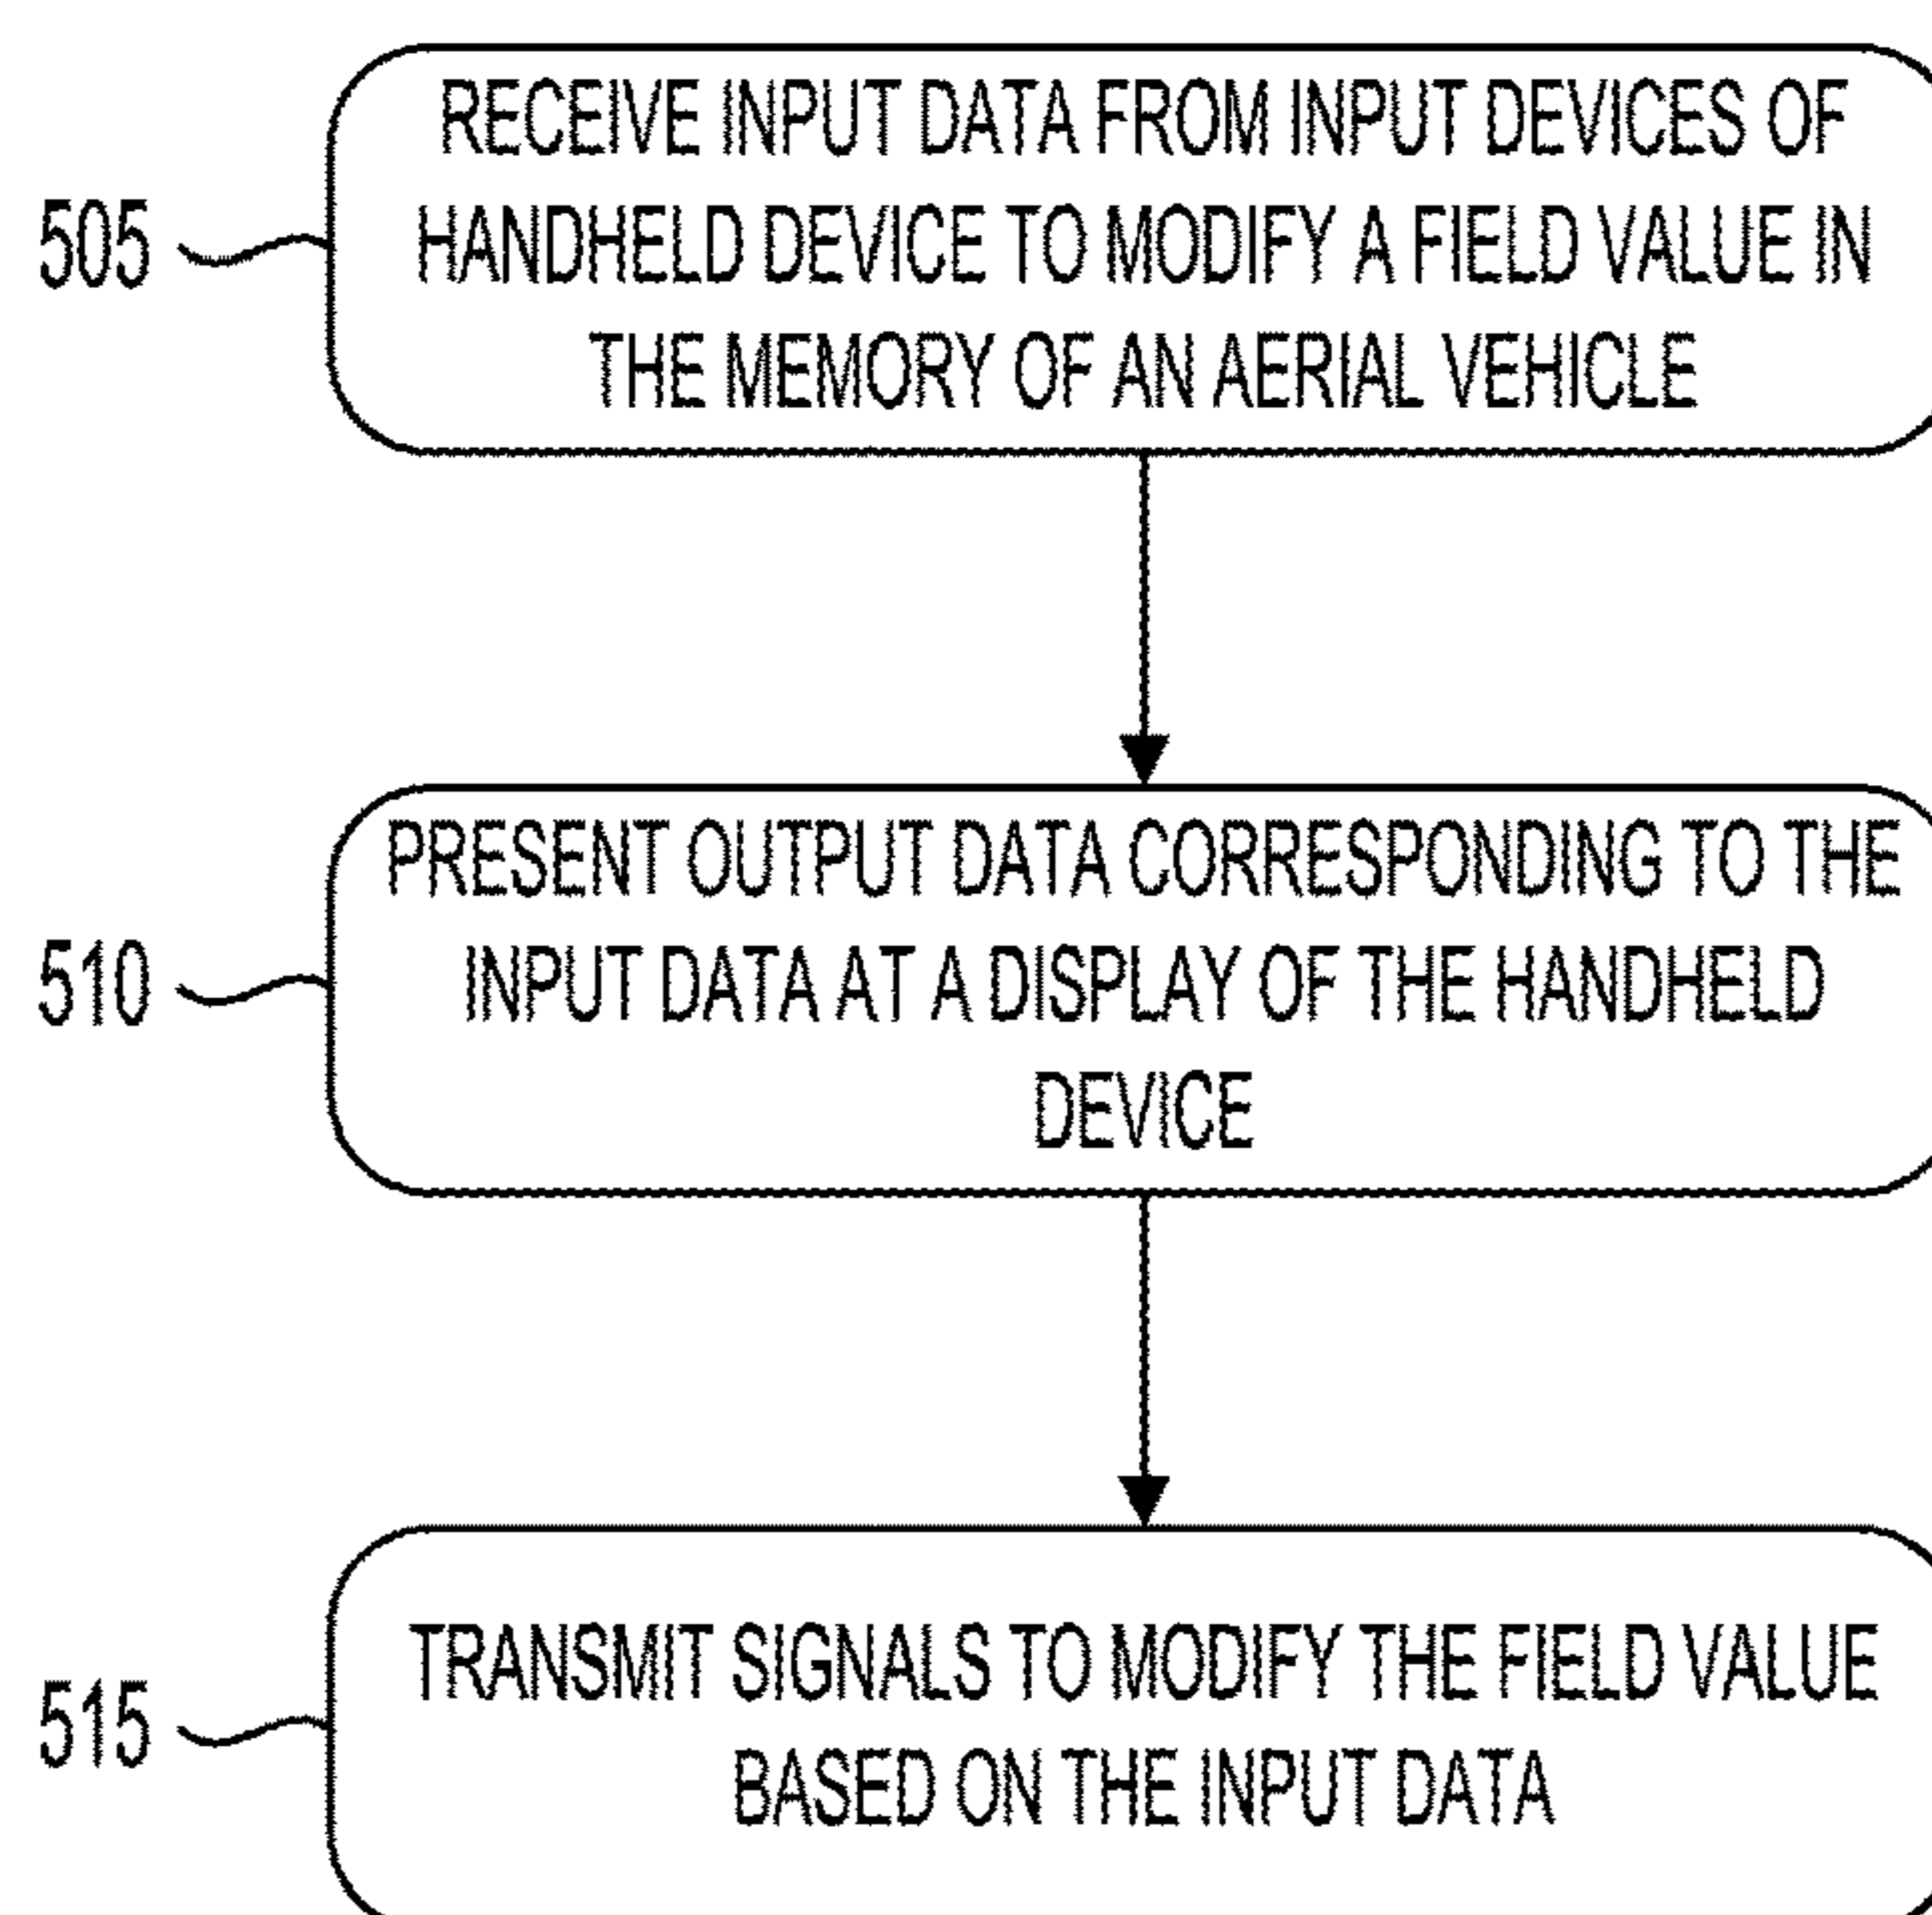 505
RECEIVE INPUT DATA FROM INPUT DEVICES OF
HANDHELD DEVICE TO MODIFY A FIELD VALUE IN
THE MEMORY OF AN AERIAL VEHICLE
510
PRESENT OUTPUT DATA CORRESPONDING TO THE
INPUT DATA AT A DISPLAY OF THE HANDHELD
DEVICE
515
TRANSMIT SIGNALS TO MODIFY THE FIELD VALUE
BASED ON THE INPUT DATA